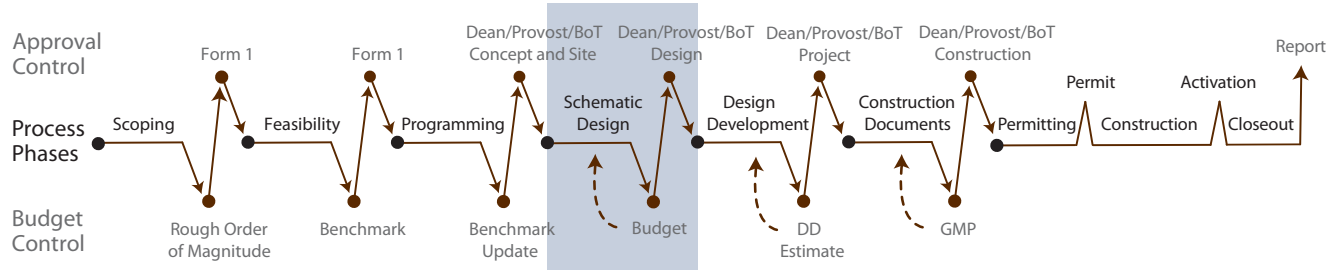 Approval
Control
Form 1
Form 1
Dean/Provost/BoT
Concept and Site
Dean/Provost/BoT
Design
Dean/Provost/BoT
Project
Dean/Provost/BoT
Construction
Report
Process
Phases
Scoping
Feasibility
Programming
Schematic
Design
Design
Development
Construction
Documents
Permitting
Permit
Construction
Activation
Closeout
Budget
Control
Rough Order
of Magnitude
Benchmark
Benchmark
Update
Budget
DD
Estimate
GMP